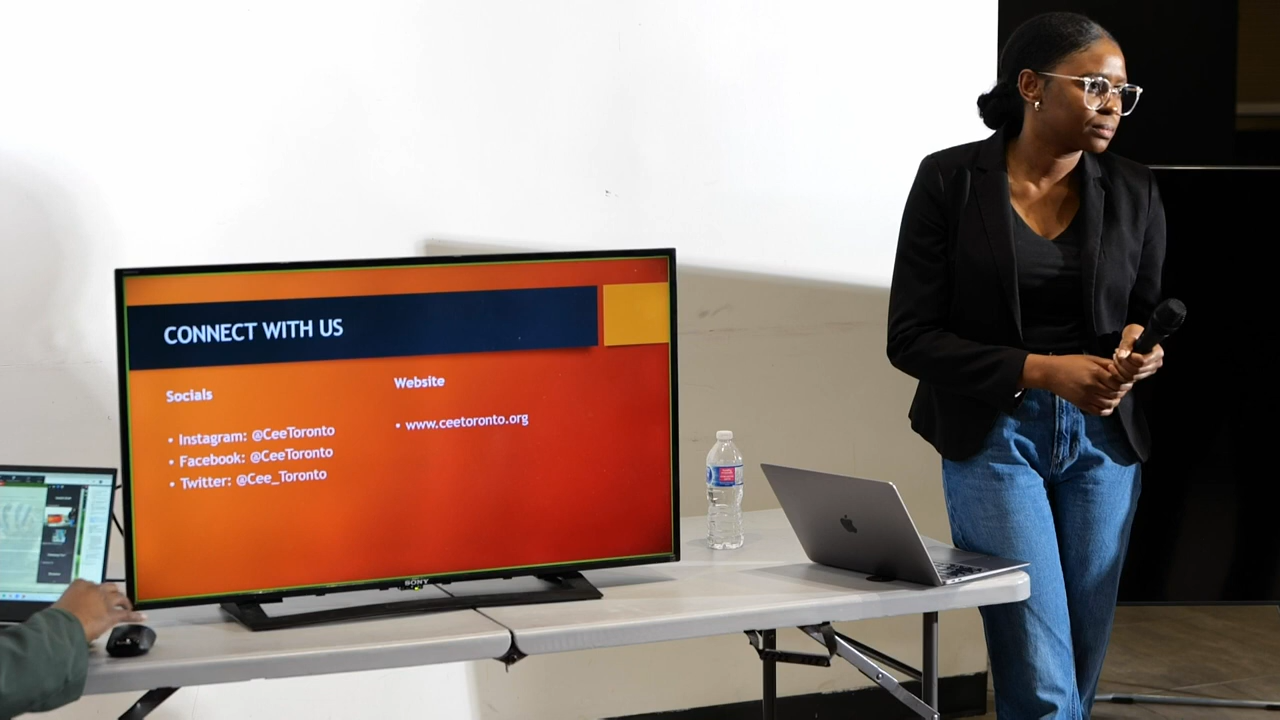 CONNECT WITH US
Socials
• Instagram: @CeeToronto
• Facebook: @CeeToronto
• Twitter: @Cee_Toronto
Website
• www.ceetoronto.org
SONY